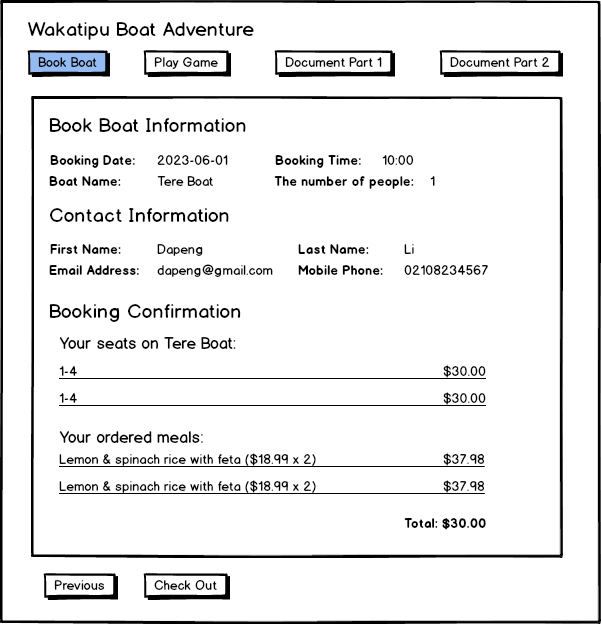 Wakatipu Boat Adventure
Book Boat Play Game Document Part 1 Document Part 2
Book Boat Information
Booking Date: 2023-06-01 Booking Time: 10:00
Boat Name: Tere Boat The number of people: 1
Contact Information
First Name: Dapeng Last Name: Li
Email Address: dapeng@gmail.com Mobile Phone: 02108234567
Booking Confirmation
Your seats on Tere Boat:
1-4 $30.00
1-4 $30.00
Your ordered meals:
Lemon & spinach rice with feta ($18.99 x 2) $37.98
Lemon & spinach rice with feta ($18.99 x 2) $37.98
Total: $30.00
Previous Check Out